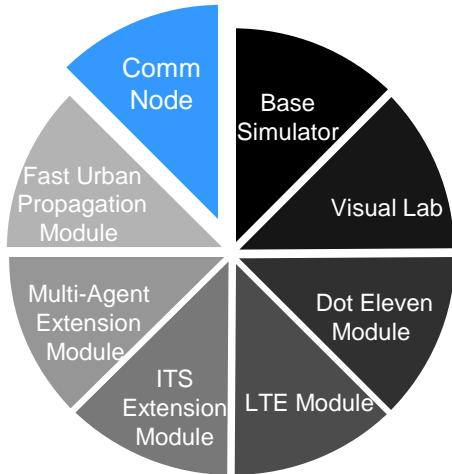 Comm
Node
Base
Simulator
Visual Lab
Dot Eleven
Module
LTE Module
ITS
Extension
Module
Multi-Agent
Extension
Module
Fast Urban
Propagation
Module